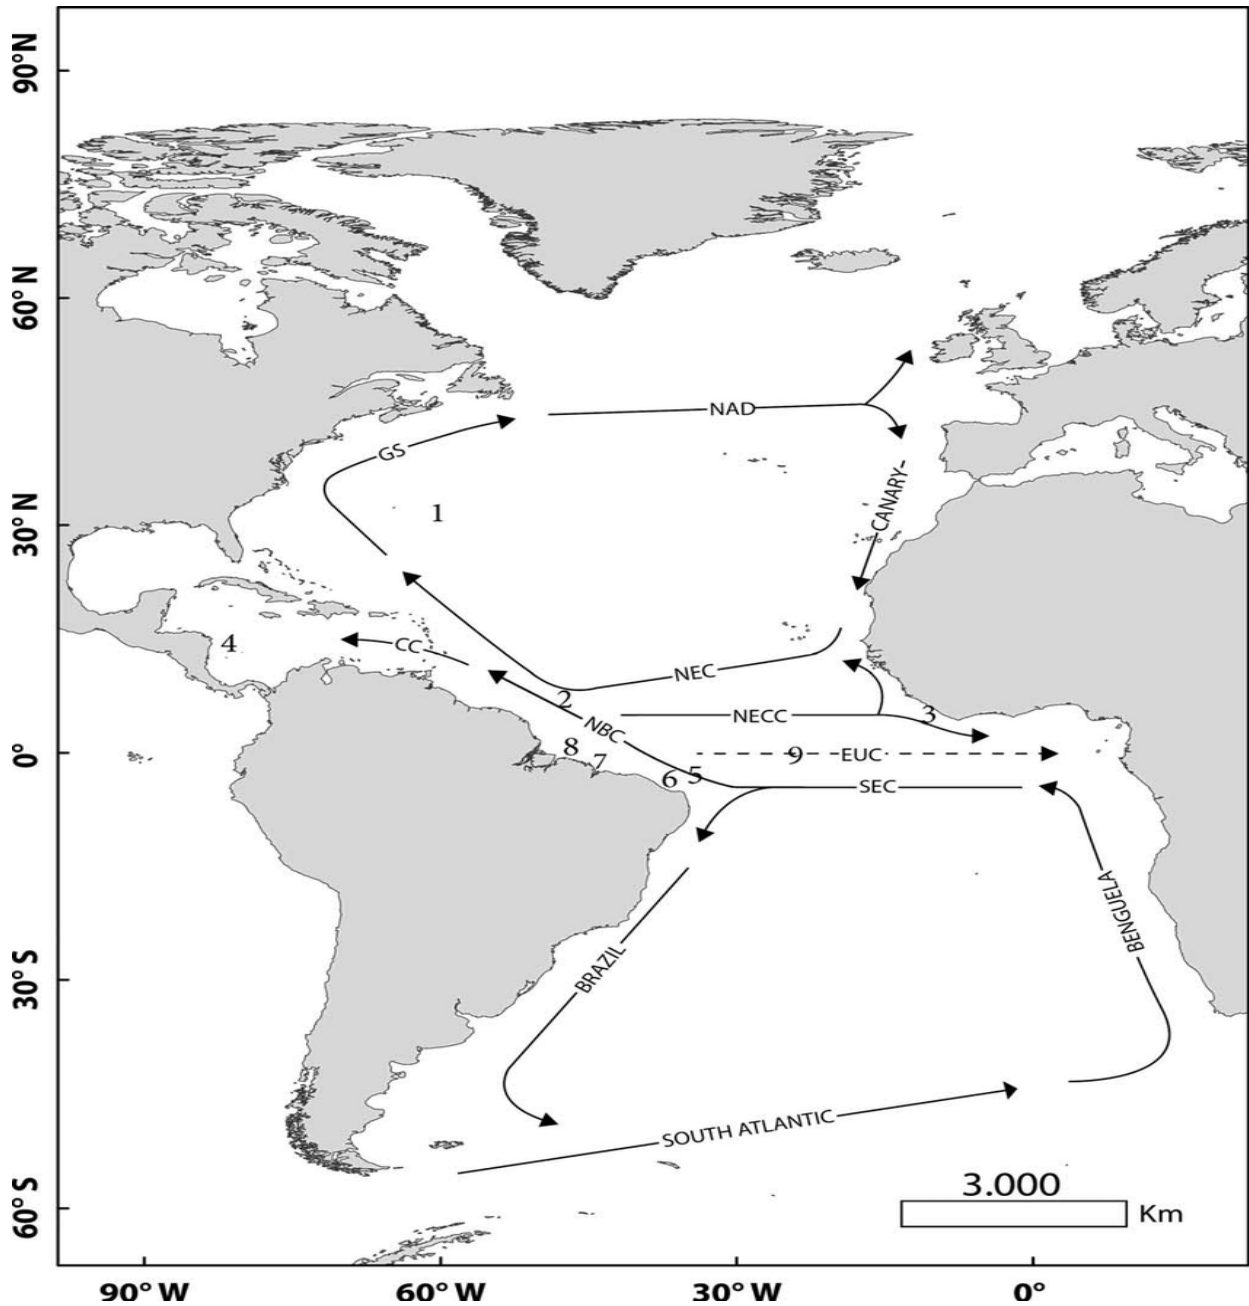 90°N
60°N
NAD
GS
CANARY
1
30°N
4
CC
NEC
2
NECC
3
NBC
8
7
9
EUC
0°
5
6
SEC
BENGUELA
BRAZIL
30°S
SOUTH ATLANTIC
3.000
Km
60°S
90°W
60°W
30°W
0°